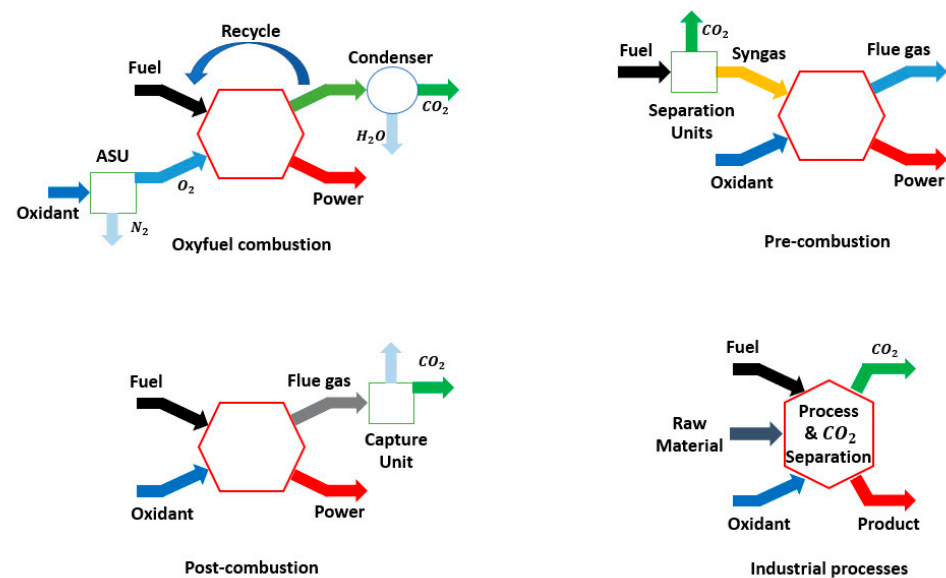 Recycle
Condenser
Fuel
CO₂
H₂O
ASU
O₂
Oxidant
Power
N₂
Oxyfuel combustion
CO₂
Fuel
Syngas
Flue gas
Separation
Units
Oxidant
Power
Pre-combustion
Fuel
Flue gas
CO₂
Capture
Unit
Oxidant
Power
Post-combustion
Fuel
CO₂
Raw
Material
Process
& CO₂
Separation
Oxidant
Product
Industrial processes